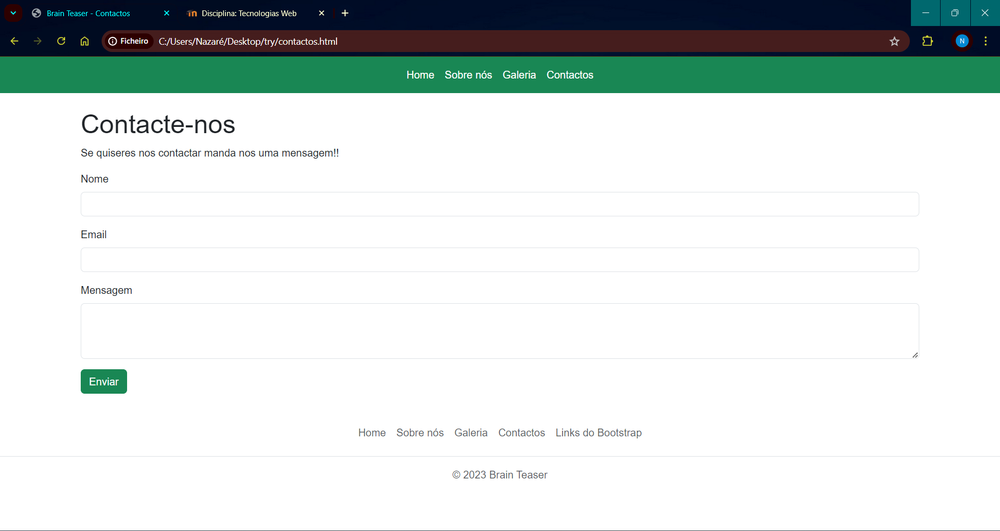 Brain Teaser - Contactos Disciplina: Tecnologias Web
Ficheiro C:/Users/Nazaré/Desktop/try/contactos.html N
Home Sobre nós Galeria Contactos
Contacte-nos
Se quiseres nos contactar manda nos uma mensagem!!
Nome
Email
Mensagem
Enviar
Home Sobre nós Galeria Contactos Links do Bootstrap
© 2023 Brain Teaser